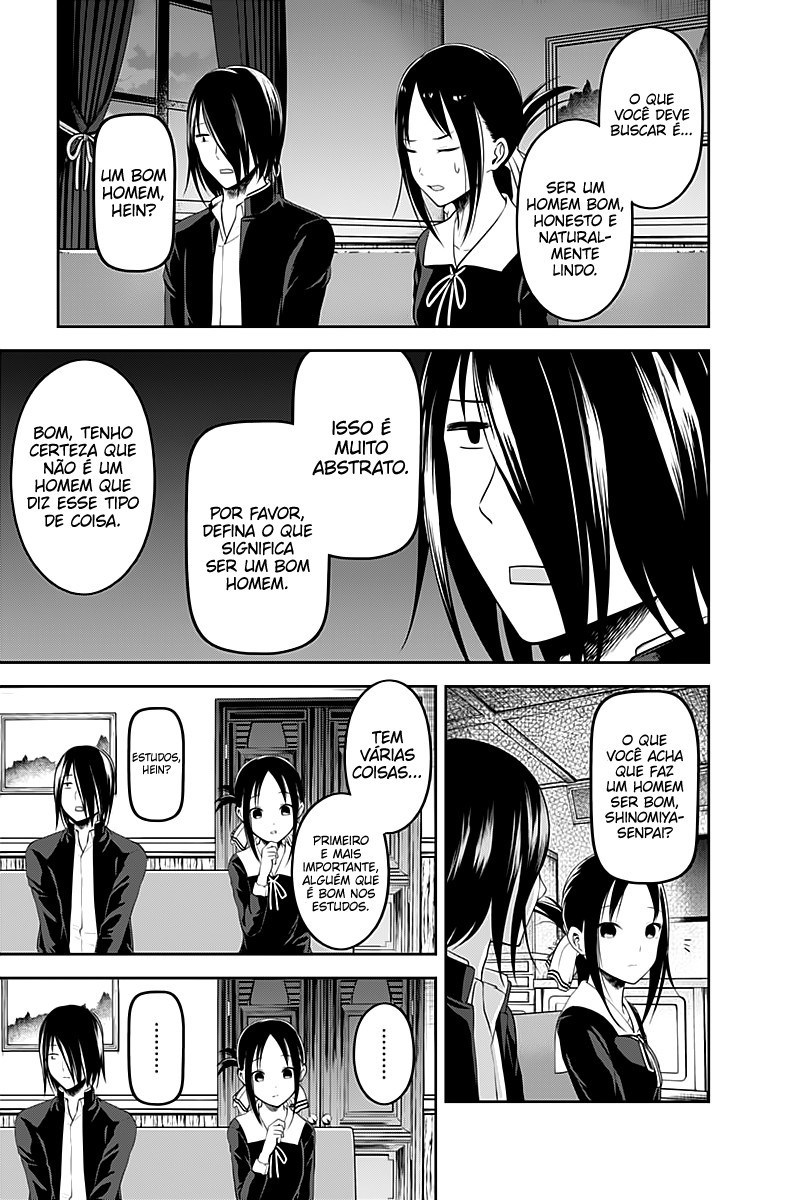 O QUE
VOCÊ DEVE
BUSCAR É...
SER UM
HOMEM BOM,
HONESTO E
NATURAL-
MENTE
LINDO.
UM BOM
HOMEM,
HEIN?
ISSO É
MUITO
ABSTRATO.
POR FAVOR,
DEFINA O QUE
SIGNIFICA
SER UM BOM
HOMEM.
BOM, TENHO
CERTEZA QUE
NÃO É UM
HOMEM QUE
DIZ ESSE TIPO
DE COISA.
O QUE
VOCÊ ACHA
QUE FAZ
UM HOMEM
SER BOM,
SHINOMIYA-
SENPAI?
TEM
VÁRIAS
COISAS...
PRIMEIRO
E MAIS
IMPORTANTE,
ALGUÉM QUE
É BOM NOS
ESTUDOS.
ESTUDOS,
HEIN?
.........
.........